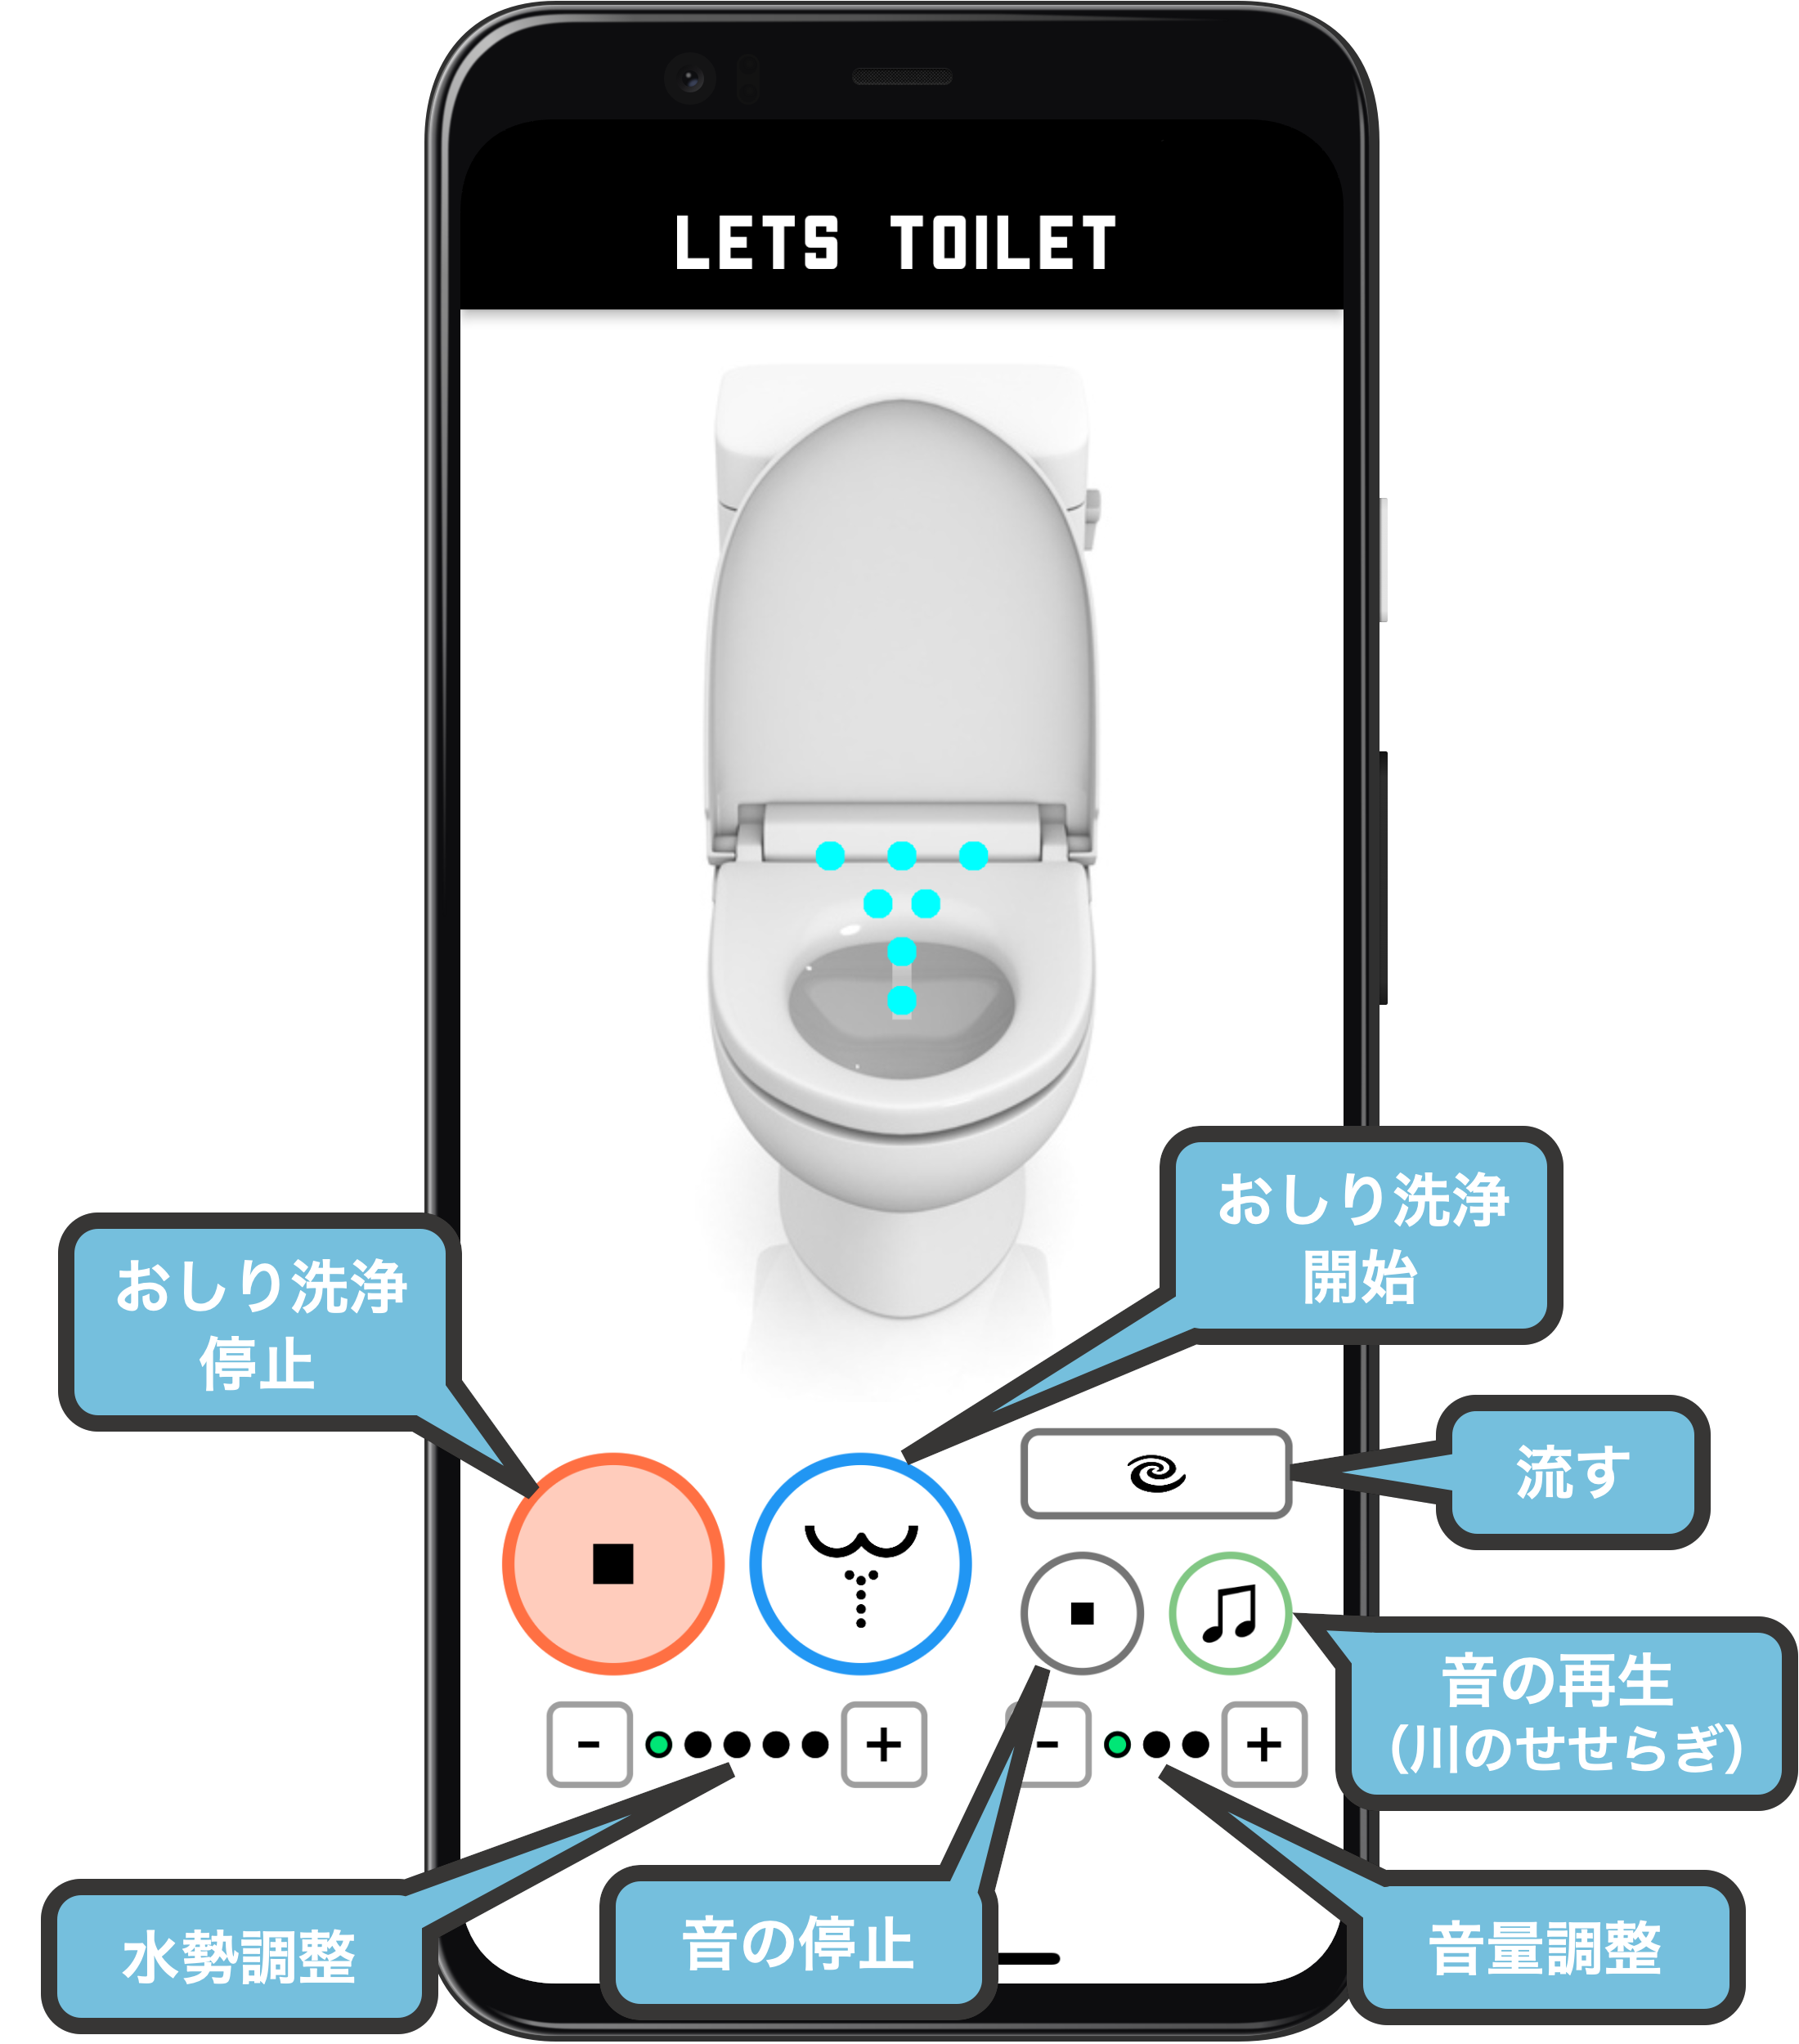 LETS TOILET
おしり洗浄
開始
おしり洗浄
停止
流す
音の再生
(川のせせらぎ)
- +
- +
水勢調整
音の停止
音量調整